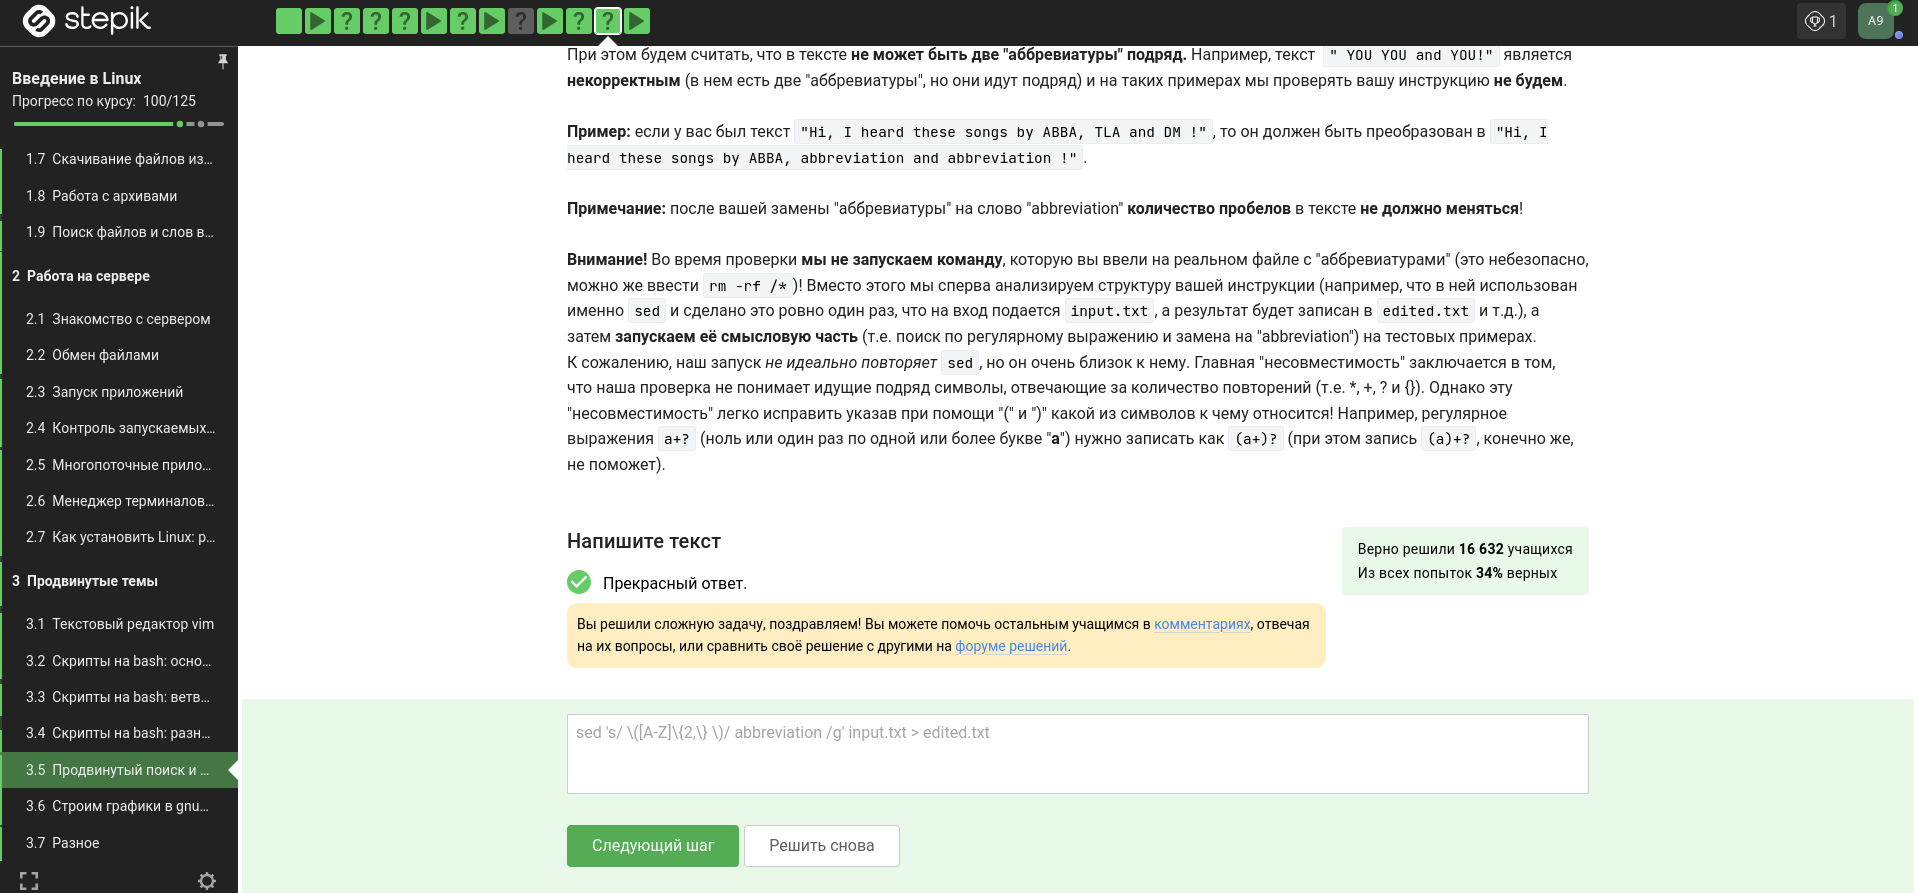 stepik
?
?
?
?
?
?
?
1
A9
1
Введение в Linux
Прогресс по курсу: 100/125
1.7 Скачивание файлов из...
1.8 Работа с архивами
1.9 Поиск файлов и слов в...
2 Работа на сервере
2.1 Знакомство с сервером
2.2 Обмен файлами
2.3 Запуск приложений
2.4 Контроль запускаемых...
2.5 Многопоточные прило...
2.6 Менеджер терминалов...
2.7 Как установить Linux: р...
3 Продвинутые темы
3.1 Текстовый редактор vim
3.2 Скрипты на bash: осно...
3.3 Скрипты на bash: ветв...
3.4 Скрипты на bash: разн...
3.5 Продвинутый поиск и ...
3.6 Строим графики в gnu...
3.7 Разное
При этом будем считать, что в тексте не может быть две "аббревиатуры" подряд. Например, текст " YOU YOU and YOU!" является
некорректным (в нем есть две "аббревиатуры", но они идут подряд) и на таких примерах мы проверять вашу инструкцию не будем.
Пример: если у вас был текст "Hi, I heard these songs by ABBA, TLA and DM !", то он должен быть преобразован в "Hi, I
heard these songs by ABBA, abbreviation and abbreviation !".
Примечание: после вашей замены "аббревиатуры" на слово "abbreviation" количество пробелов в тексте не должно меняться!
Внимание! Во время проверки мы не запускаем команду, которую вы ввели на реальном файле с "аббревиатурами" (это небезопасно,
можно же ввести rm -rf /*)! Вместо этого мы сперва анализируем структуру вашей инструкции (например, что в ней использован
именно sed и сделано это ровно один раз, что на вход подается input.txt, а результат будет записан в edited.txt и т.д.), а
затем запускаем её смысловую часть (т.е. поиск по регулярному выражению и замена на "abbreviation") на тестовых примерах.
К сожалению, наш запуск не идеально повторяет sed, но он очень близок к нему. Главная "несовместимость" заключается в том,
что наша проверка не понимает идущие подряд символы, отвечающие за количество повторений (т.е. *, +, ? и {}). Однако эту
"несовместимость" легко исправить указав при помощи "(" и ")" какой из символов к чему относится! Например, регулярное
выражения a+? (ноль или один раз по одной или более букве "a") нужно записать как (a+)? (при этом запись (a)+?, конечно же,
не поможет).
Напишите текст
Прекрасный ответ.
Верно решили 16 632 учащихся
Из всех попыток 34% верных
Вы решили сложную задачу, поздравляем! Вы можете помочь остальным учащимся в комментариях, отвечая
на их вопросы, или сравнить своё решение с другими на форуме решений.
sed 's/ \([A-Z]\{2,\} \)/ abbreviation /g' input.txt > edited.txt
Следующий шаг
Решить снова